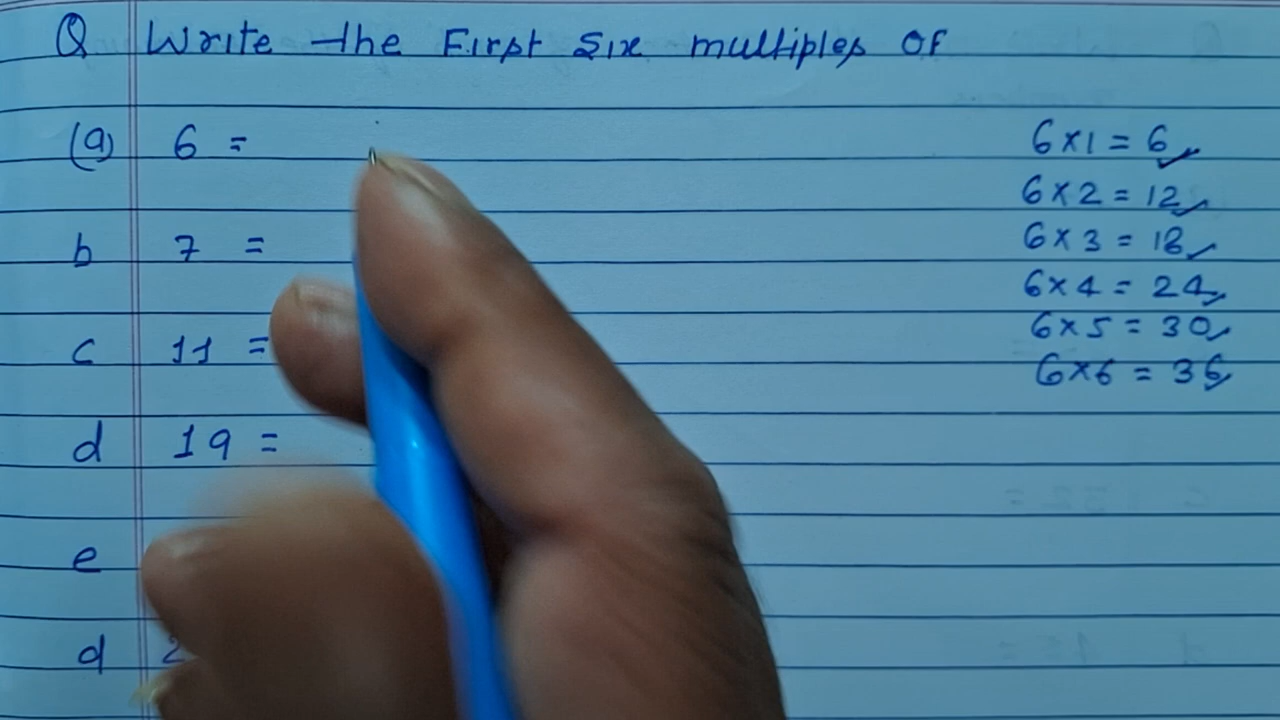 Q Write the First Six multiples of
(a) 6 =
b 7 =
c 11 =
d 19 =
e
d 2
6 × 1 = 6
6 × 2 = 12
6 × 3 = 18
6 × 4 = 24
6 × 5 = 30
6 × 6 = 36